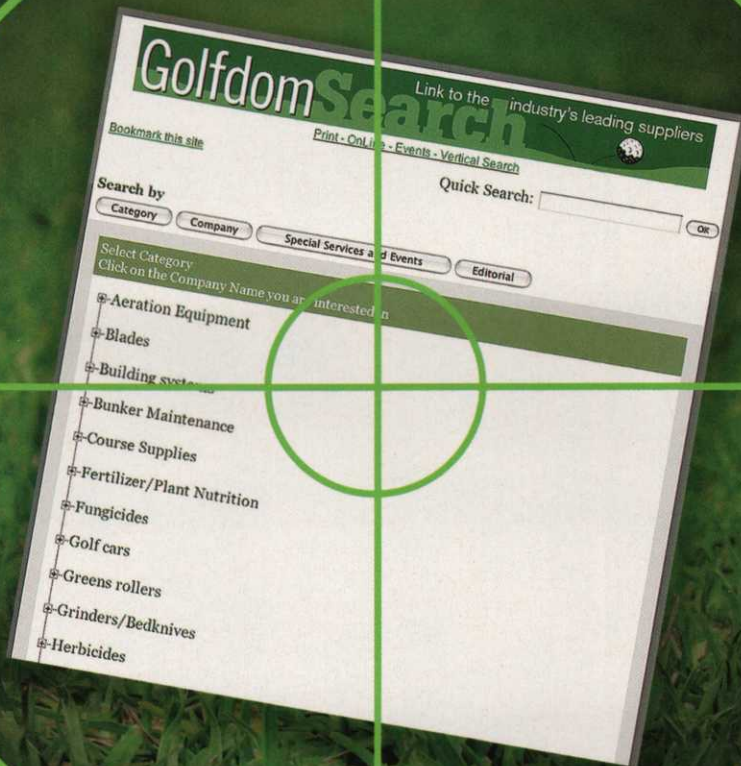 GolfdomSearch
Link to the industry's leading suppliers
Bookmark this site
Print - OnLine - Events - Vertical Search
Quick Search:
OK
Search by
Category
Company
Special Services and Events
Editorial
Select Category
Click on the Company Name you are interested in
Aeration Equipment
Blades
Building systems
Bunker Maintenance
Course Supplies
Fertilizer/Plant Nutrition
Fungicides
Golf cars
Greens rollers
Grinders/Bedknives
Herbicides